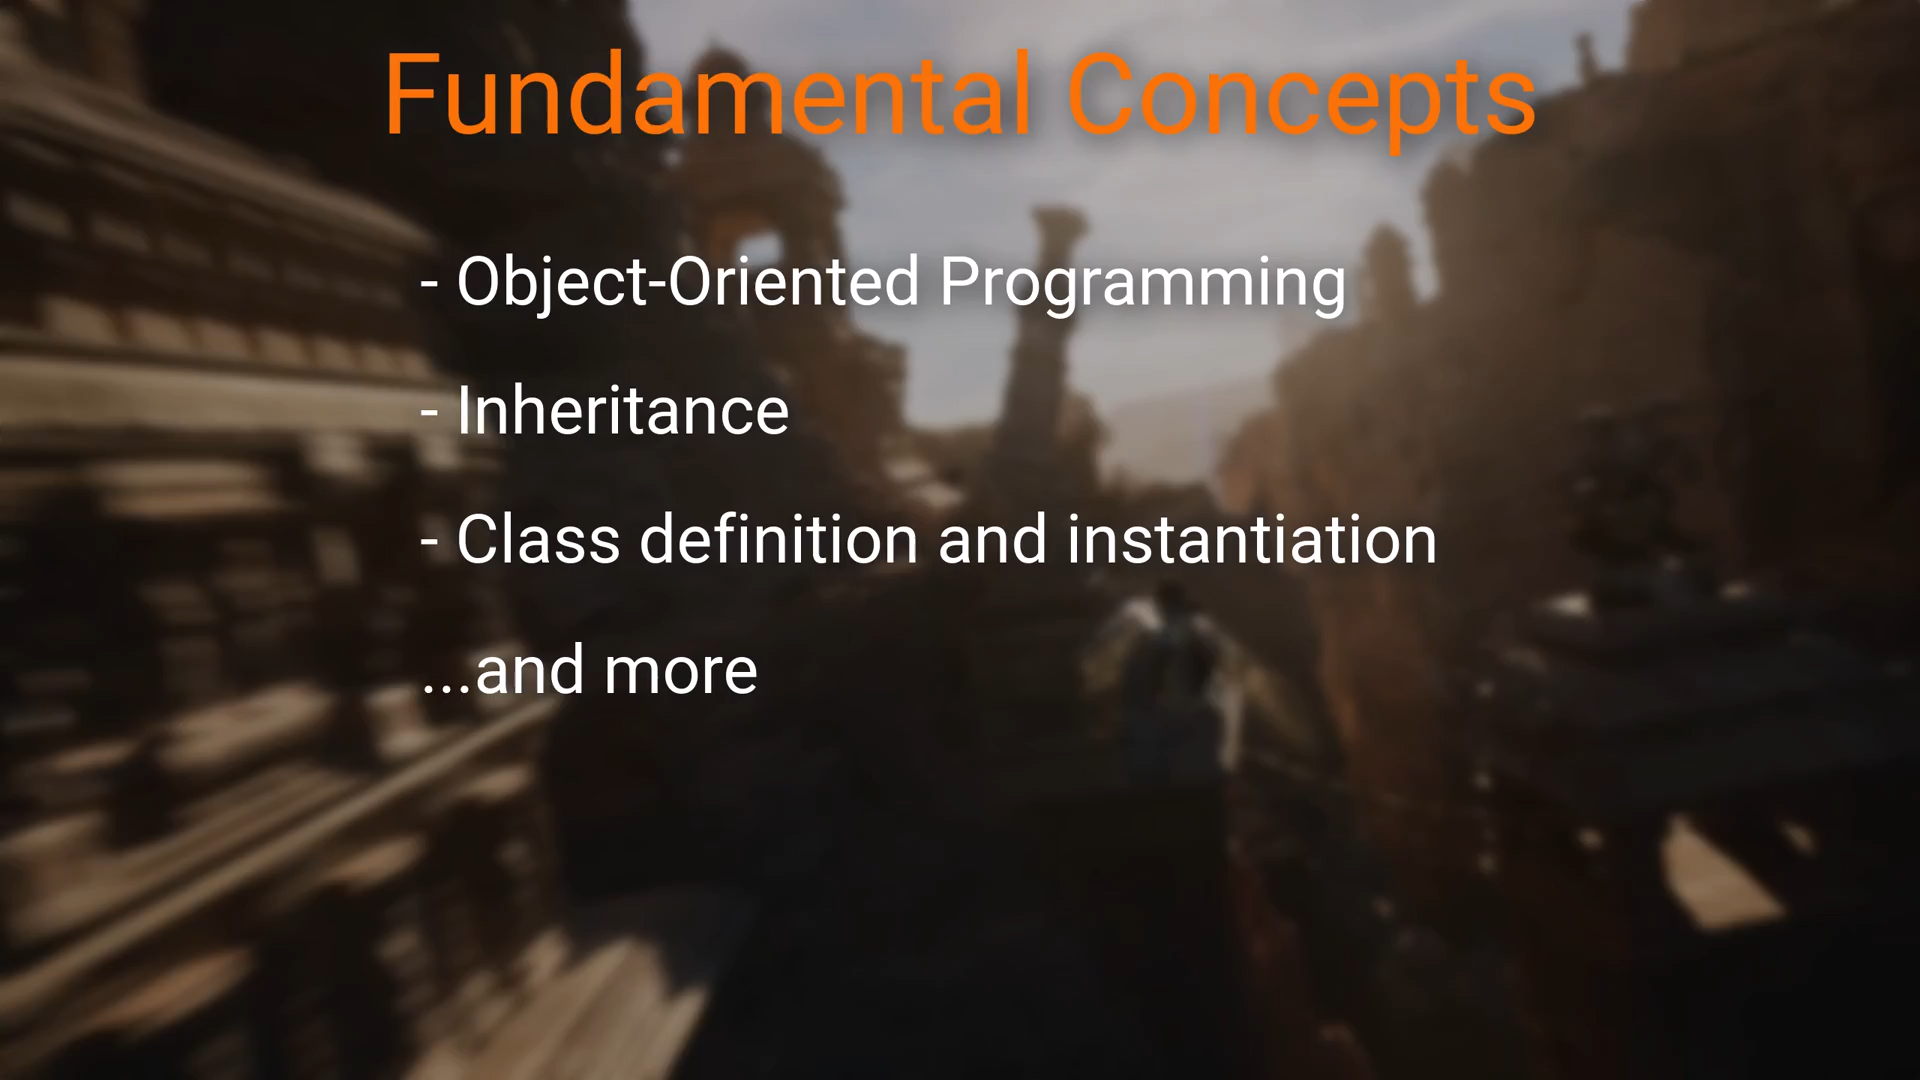 Fundamental Concepts
- Object-Oriented Programming
- Inheritance
- Class definition and instantiation
...and more